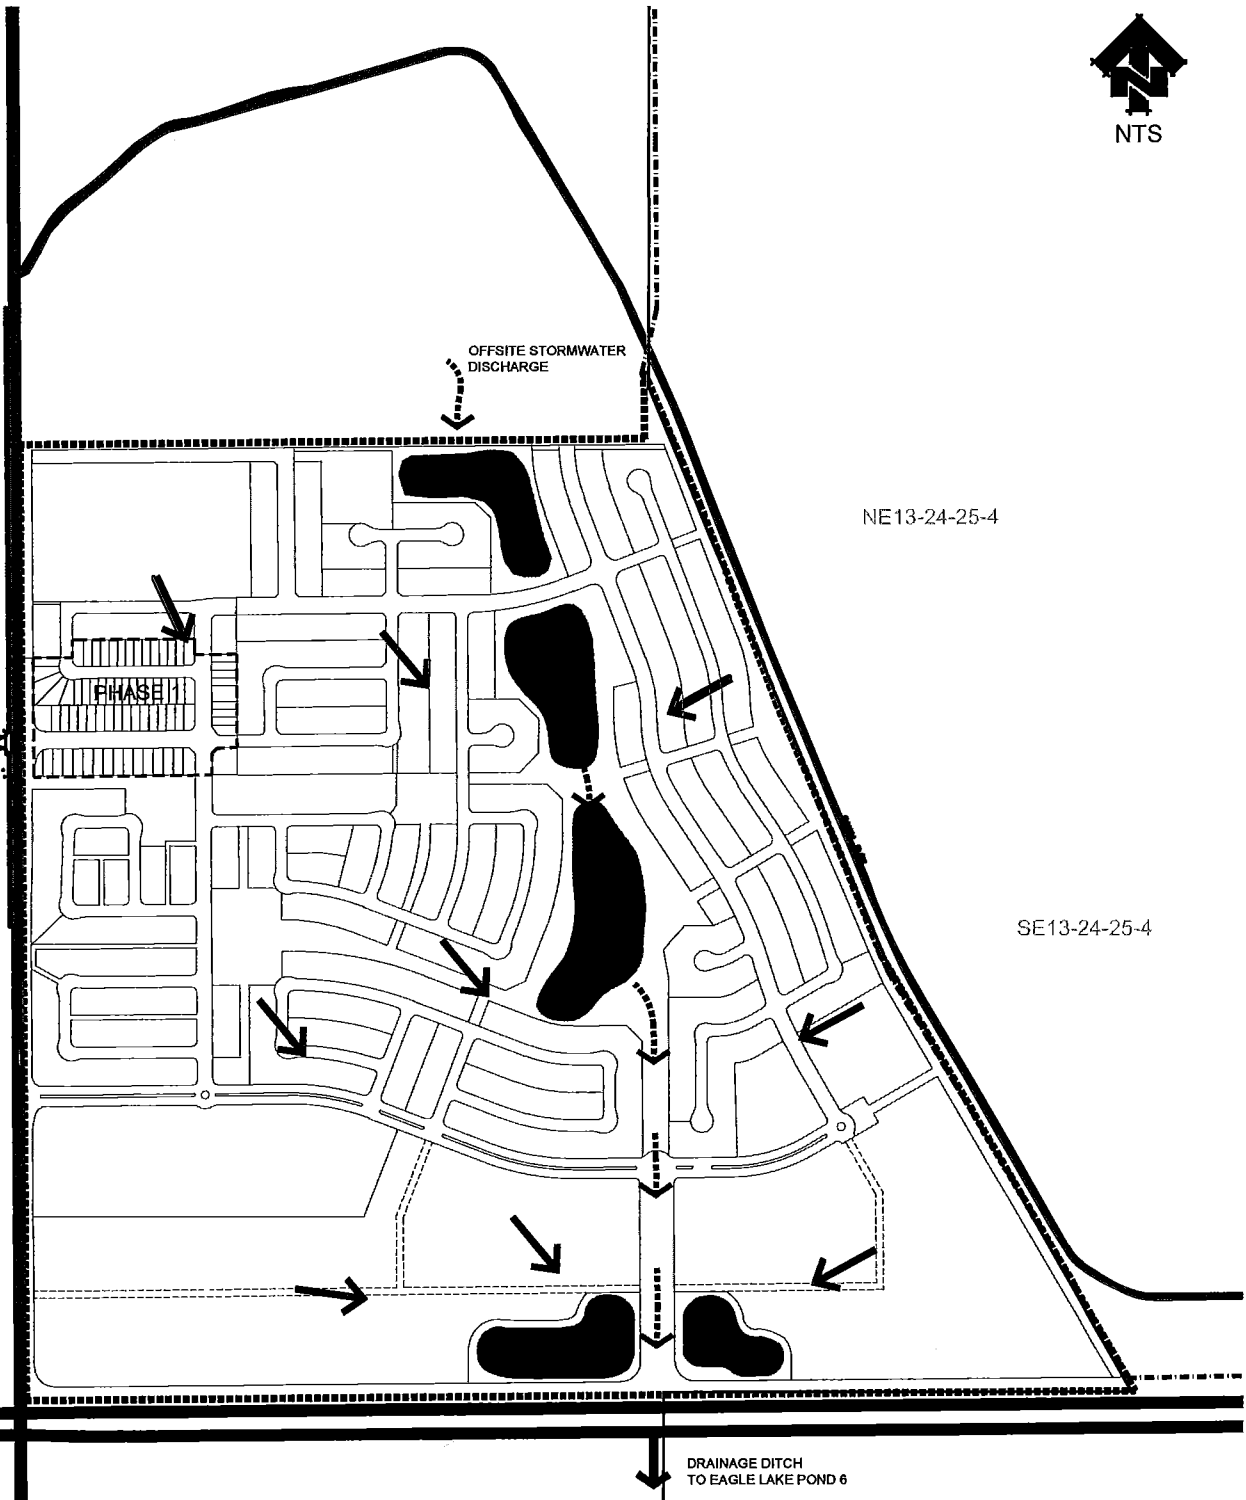 N
NTS
OFFSITE STORMWATER
DISCHARGE
NE13-24-25-4
PHASE 1
SE13-24-25-4
DRAINAGE DITCH
TO EAGLE LAKE POND 6